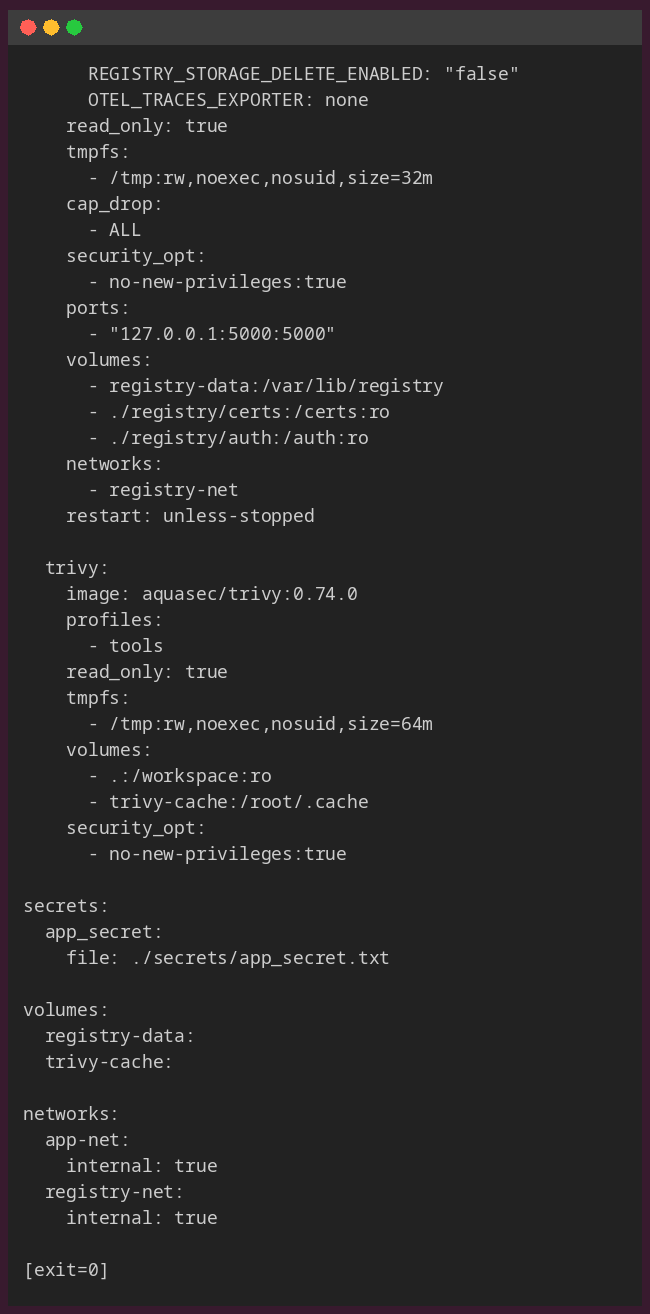 REGISTRY_STORAGE_DELETE_ENABLED: "false"
      OTEL_TRACES_EXPORTER: none
    read_only: true
    tmpfs:
      - /tmp:rw,noexec,nosuid,size=32m
    cap_drop:
      - ALL
    security_opt:
      - no-new-privileges:true
    ports:
      - "127.0.0.1:5000:5000"
    volumes:
      - registry-data:/var/lib/registry
      - ./registry/certs:/certs:ro
      - ./registry/auth:/auth:ro
    networks:
      - registry-net
    restart: unless-stopped

  trivy:
    image: aquasec/trivy:0.74.0
    profiles:
      - tools
    read_only: true
    tmpfs:
      - /tmp:rw,noexec,nosuid,size=64m
    volumes:
      - .:/workspace:ro
      - trivy-cache:/root/.cache
    security_opt:
      - no-new-privileges:true

secrets:
  app_secret:
    file: ./secrets/app_secret.txt

volumes:
  registry-data:
  trivy-cache:

networks:
  app-net:
    internal: true
  registry-net:
    internal: true

[exit=0]